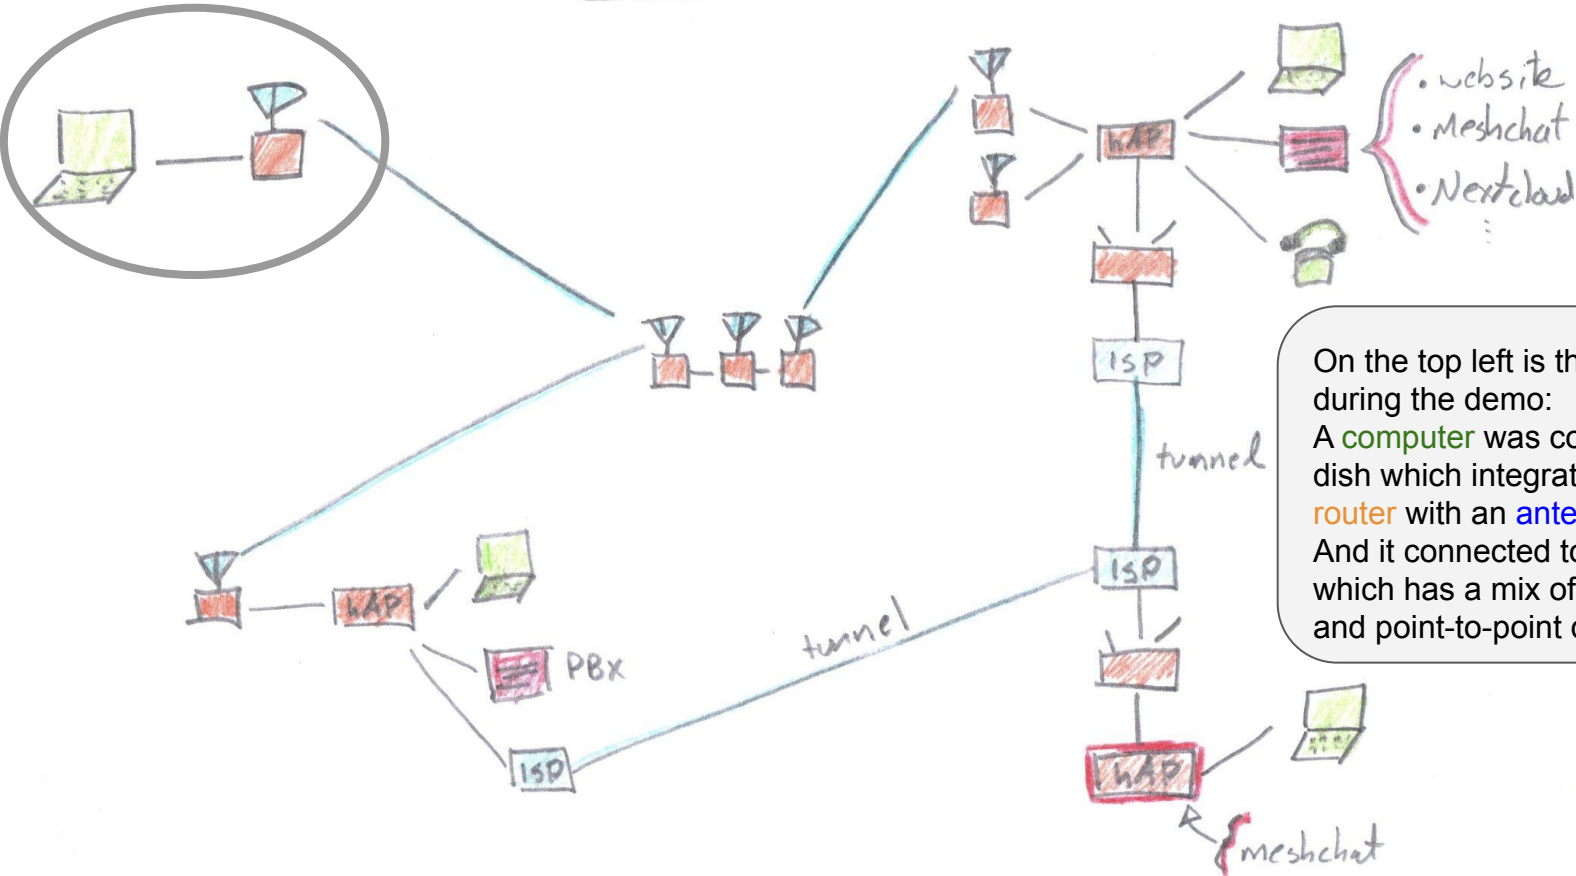 • website
• Meshchat
• Nextcloud
hAP
ISP
tunnel
On the top left is th
during the demo:
A computer was co
dish which integrat
router with an ante
And it connected to
which has a mix of
and point-to-point c
ISP
hAP
tunnel
PBX
ISP
hAP
meshchat